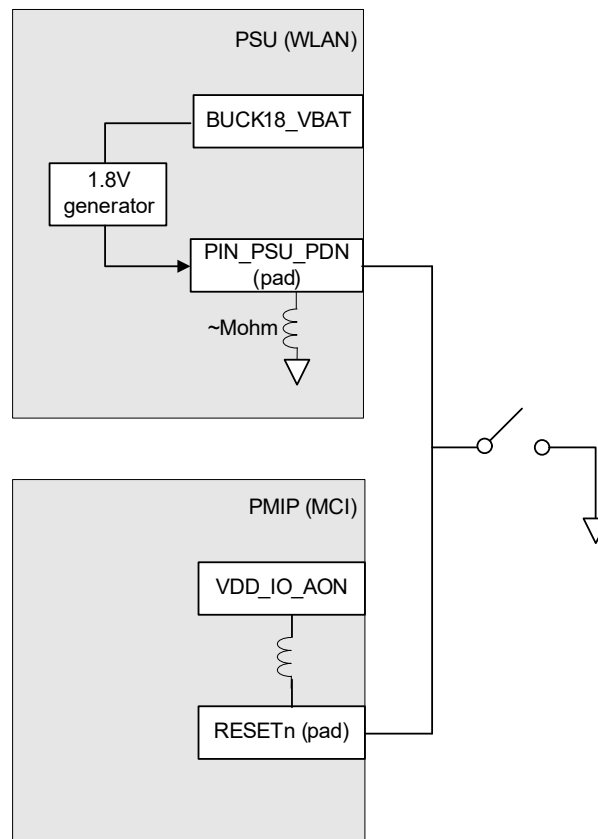 PSU (WLAN)
BUCK18_VBAT
1.8V
generator
PIN_PSU_PDN
(pad)
~Mohm
PMIP (MCI)
VDD_IO_AON
RESETn (pad)